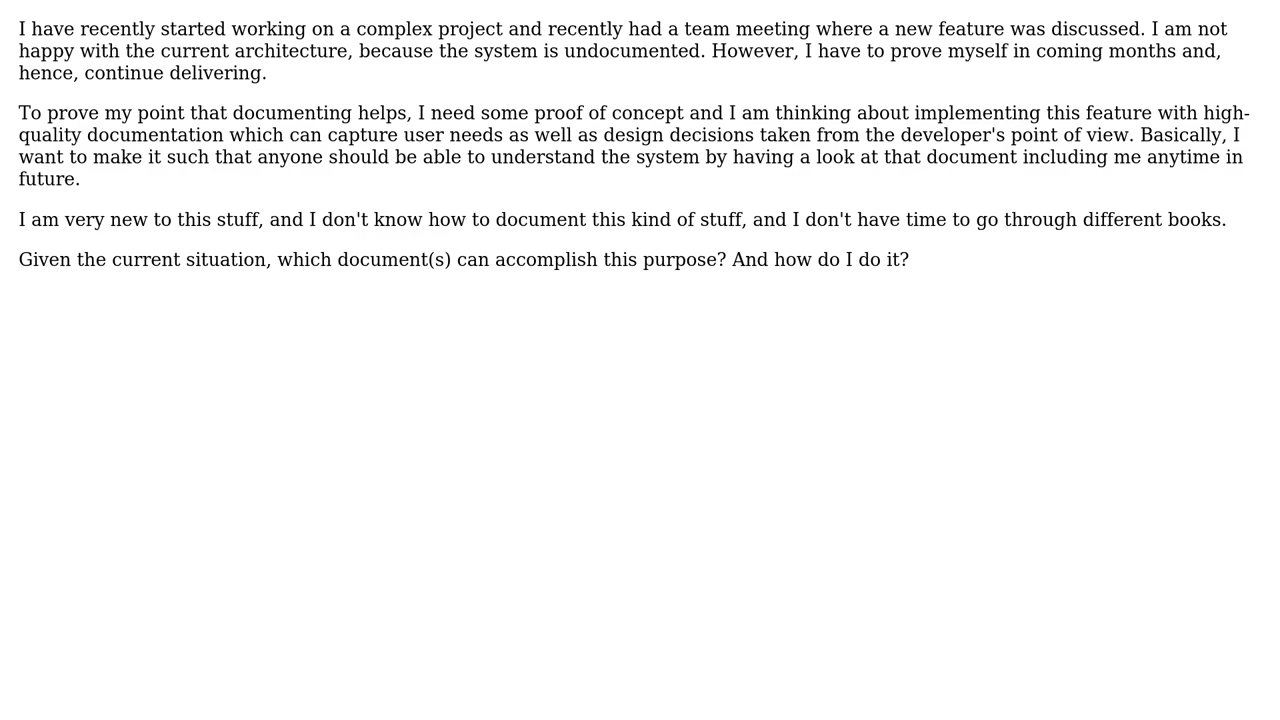 I have recently started working on a complex project and recently had a team meeting where a new feature was discussed. I am not
happy with the current architecture, because the system is undocumented. However, I have to prove myself in coming months and,
hence, continue delivering.
To prove my point that documenting helps, I need some proof of concept and I am thinking about implementing this feature with high-
quality documentation which can capture user needs as well as design decisions taken from the developer's point of view. Basically, I
want to make it such that anyone should be able to understand the system by having a look at that document including me anytime in
future.
I am very new to this stuff, and I don't know how to document this kind of stuff, and I don't have time to go through different books.
Given the current situation, which document(s) can accomplish this purpose? And how do I do it?